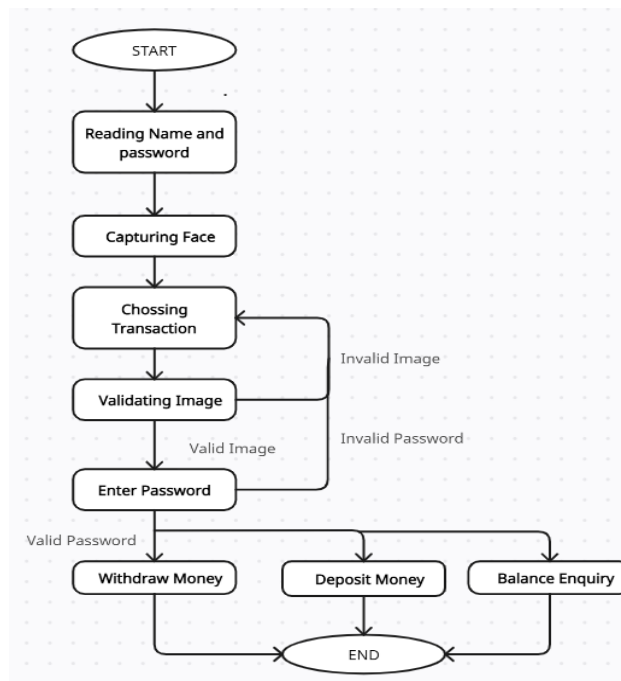 START
Reading Name and
password
Capturing Face
Chossing
Transaction
Invalid Image
Validating Image
Invalid Password
Valid Image
Enter Password
Valid Password
Withdraw Money
Deposit Money
Balance Enquiry
END